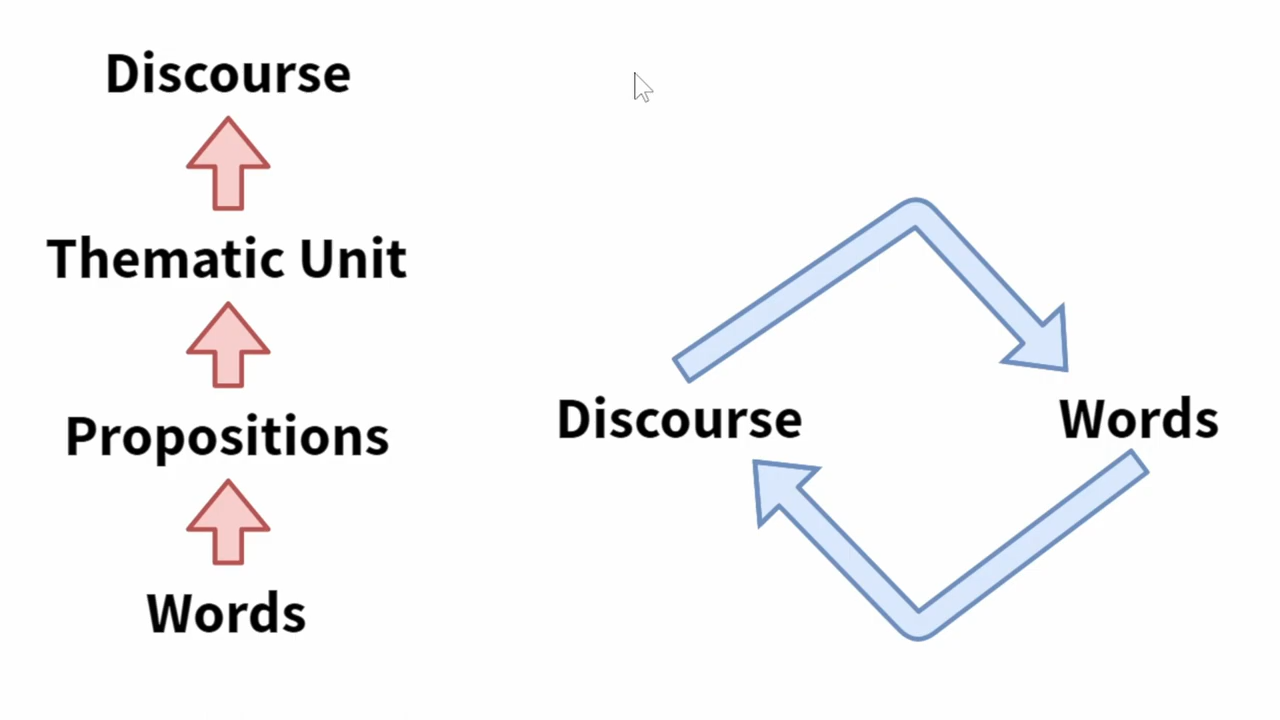 Discourse
Thematic Unit
Propositions
Words
Discourse
Words